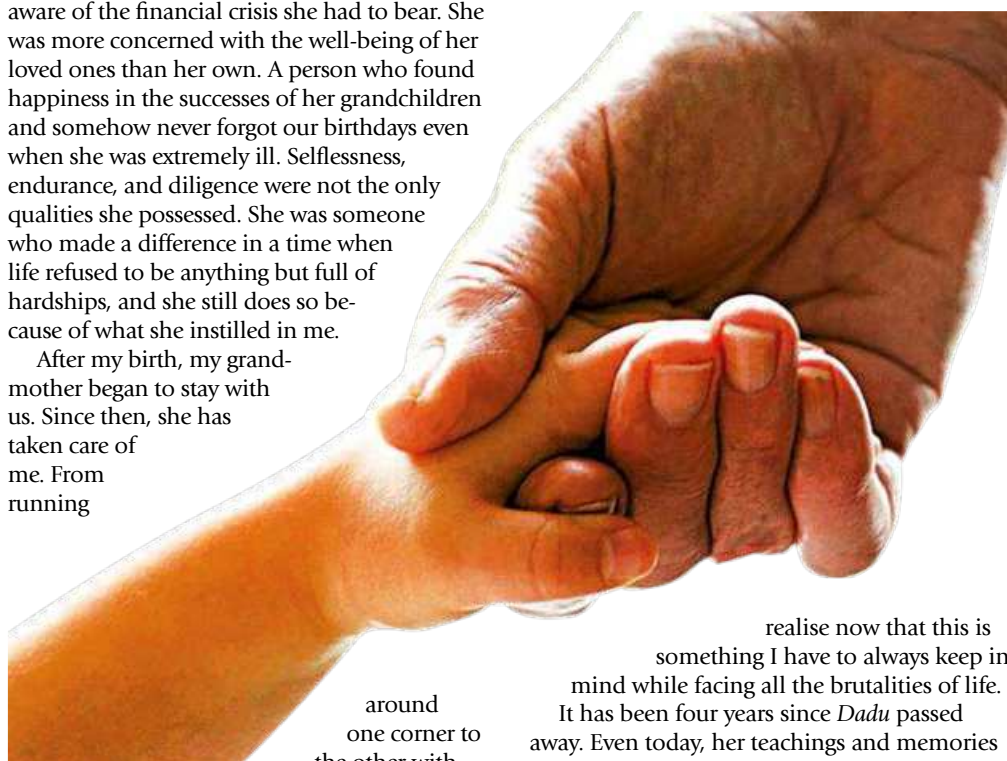 aware of the financial crisis she had to bear. She
was more concerned with the well-being of her
loved ones than her own. A person who found
happiness in the successes of her grandchildren
and somehow never forgot our birthdays even
when she was extremely ill. Selflessness,
endurance, and diligence were not the only
qualities she possessed. She was someone
who made a difference in a time when
life refused to be anything but full of
hardships, and she still does so be-
cause of what she instilled in me.
After my birth, my grand-
mother began to stay with
us. Since then, she has
taken care of
me. From
running
around
one corner to
the other with
realise now that this is
something I have to always keep in
mind while facing all the brutalities of life.
It has been four years since Dadu passed
away. Even today, her teachings and memories